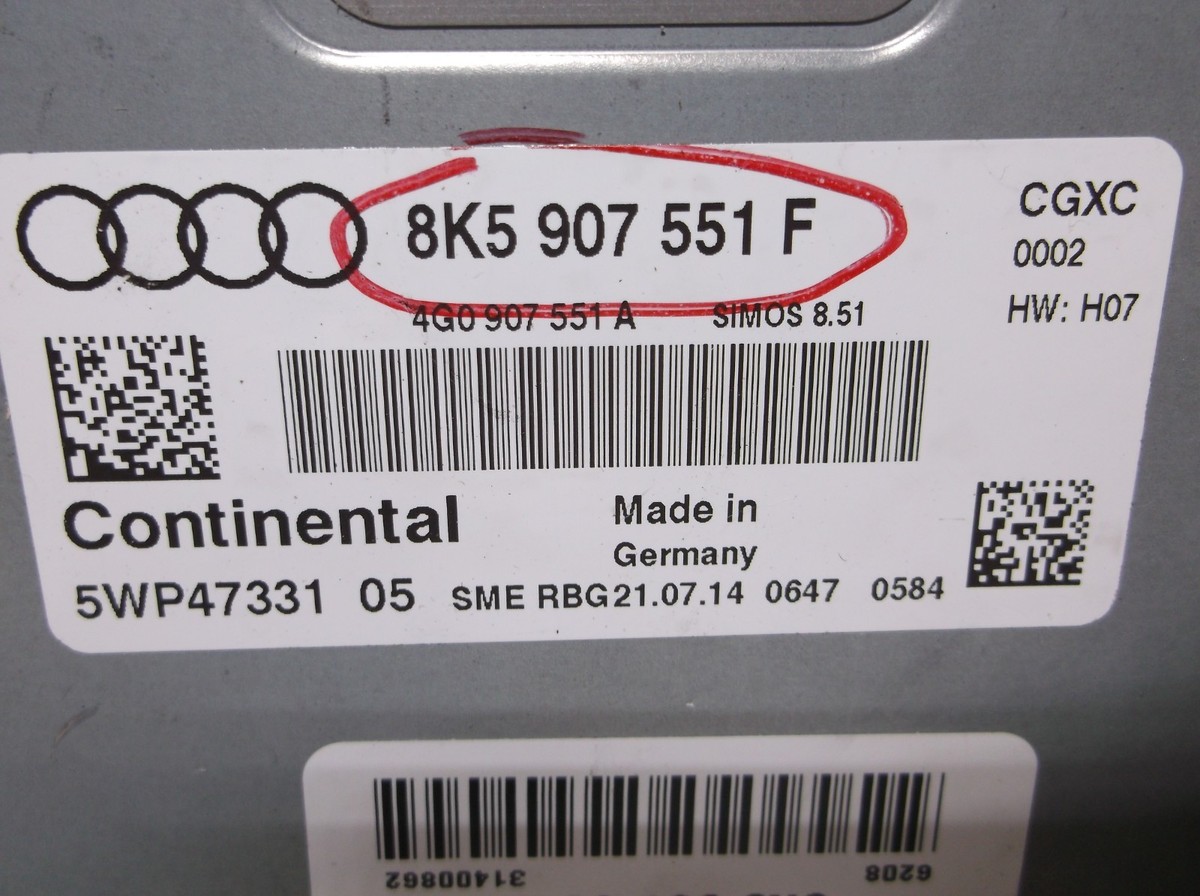 8K5 907 551 F
CGXC
0002
4G0 907 551 A SIMOS 8.51
HW: H07
Continental
Made in
Germany
5WP47331 05 SME RBG21.07.14 0647 0584
31400862 6208